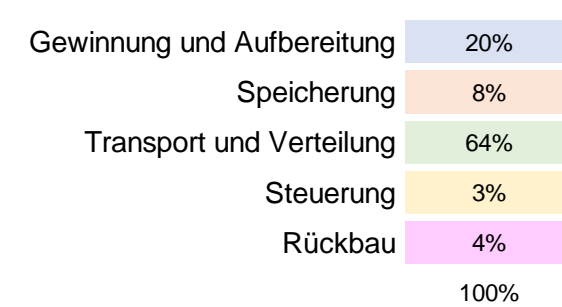 Gewinnung und Aufbereitung 20%
Speicherung 8%
Transport und Verteilung 64%
Steuerung 3%
Rückbau 4%
100%